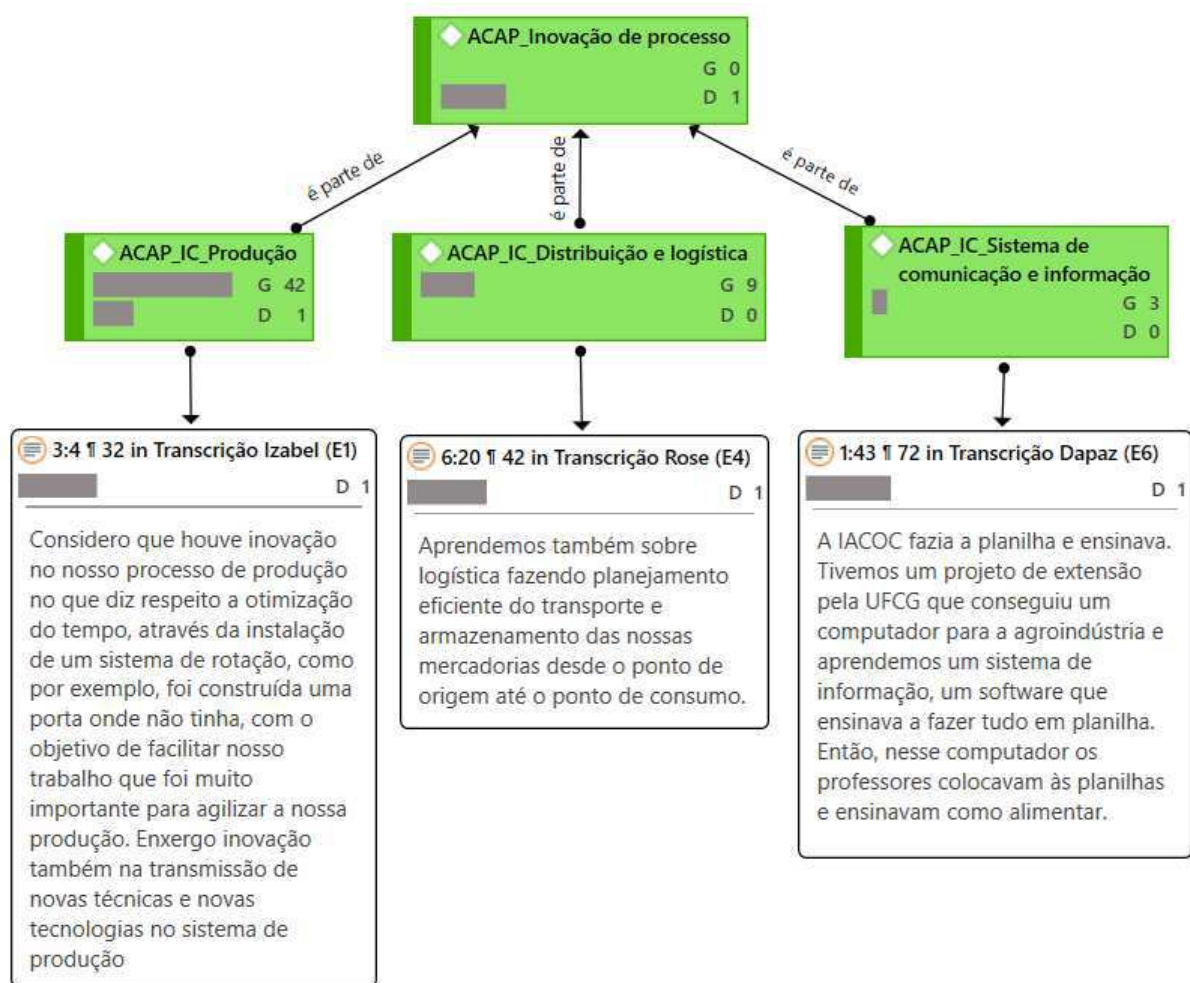 ACAP_Inovação de processo
G 0
D 1
é parte de
é parte de
é parte de
ACAP_IC_Produção
G 42
D 1
ACAP_IC_Distribuição e logística
G 9
D 0
ACAP_IC_Sistema de
comunicação e informação
G 3
D 0
3:4 ¶ 32 in Transcrição Izabel (E1)
D 1
Considero que houve inovação
no nosso processo de produção
no que diz respeito a otimização
do tempo, através da instalação
de um sistema de rotação, como
por exemplo, foi construída uma
porta onde não tinha, com o
objetivo de facilitar nosso
trabalho que foi muito
importante para agilizar a nossa
produção. Enxergo inovação
também na transmissão de
novas técnicas e novas
tecnologias no sistema de
produção
6:20 ¶ 42 in Transcrição Rose (E4)
D 1
Aprendemos também sobre
logística fazendo planejamento
eficiente do transporte e
armazenamento das nossas
mercadorias desde o ponto de
origem até o ponto de consumo.
1:43 ¶ 72 in Transcrição Dapaz (E6)
D 1
A IACOC fazia a planilha e ensinava.
Tivemos um projeto de extensão
pela UFCG que conseguiu um
computador para a agroindústria e
aprendemos um sistema de
informação, um software que
ensinava a fazer tudo em planilha.
Então, nesse computador os
professores colocavam às planilhas
e ensinavam como alimentar.